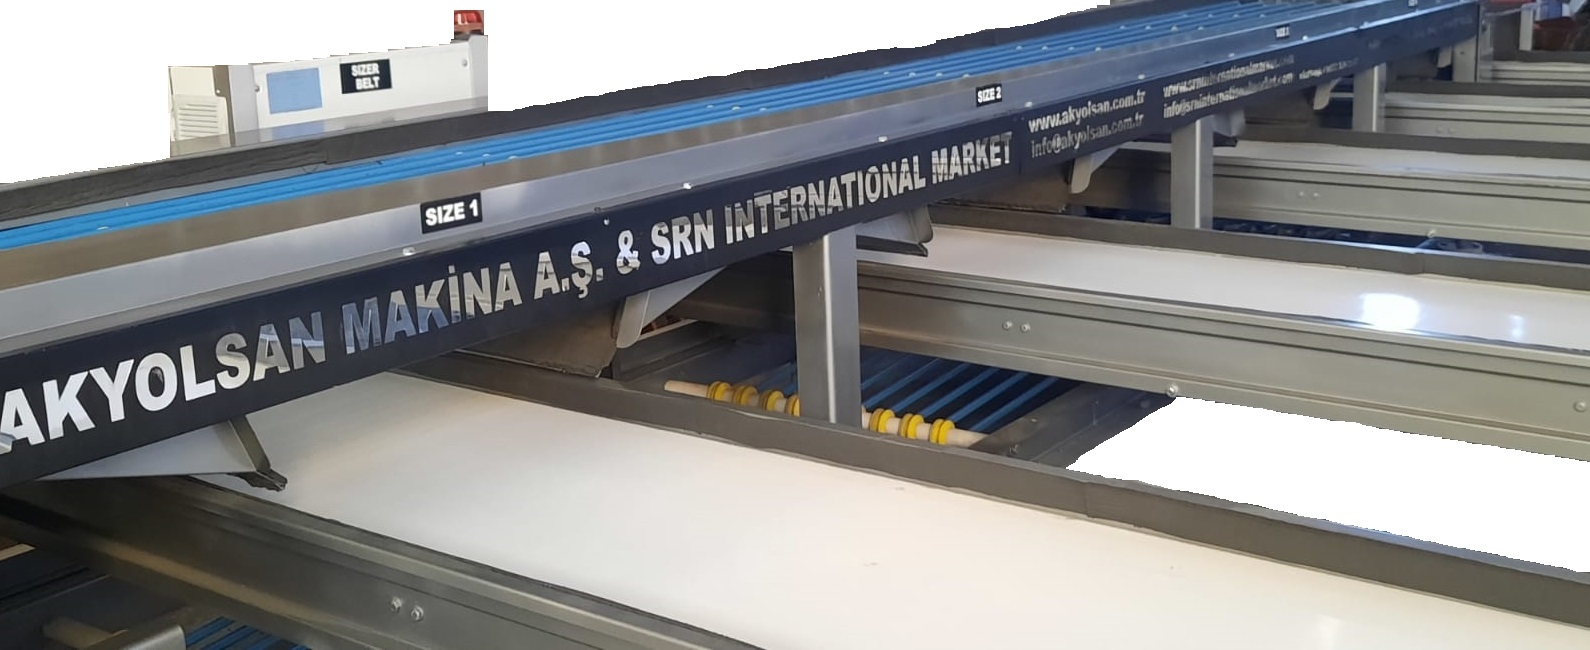 SIZER
BELT
SIZE 2
SIZE 1
AKYOLSAN MAKİNA A.Ş. & SRN INTERNATIONAL MARKET
www.akyolsan.com.tr
info@akyolsan.com.tr